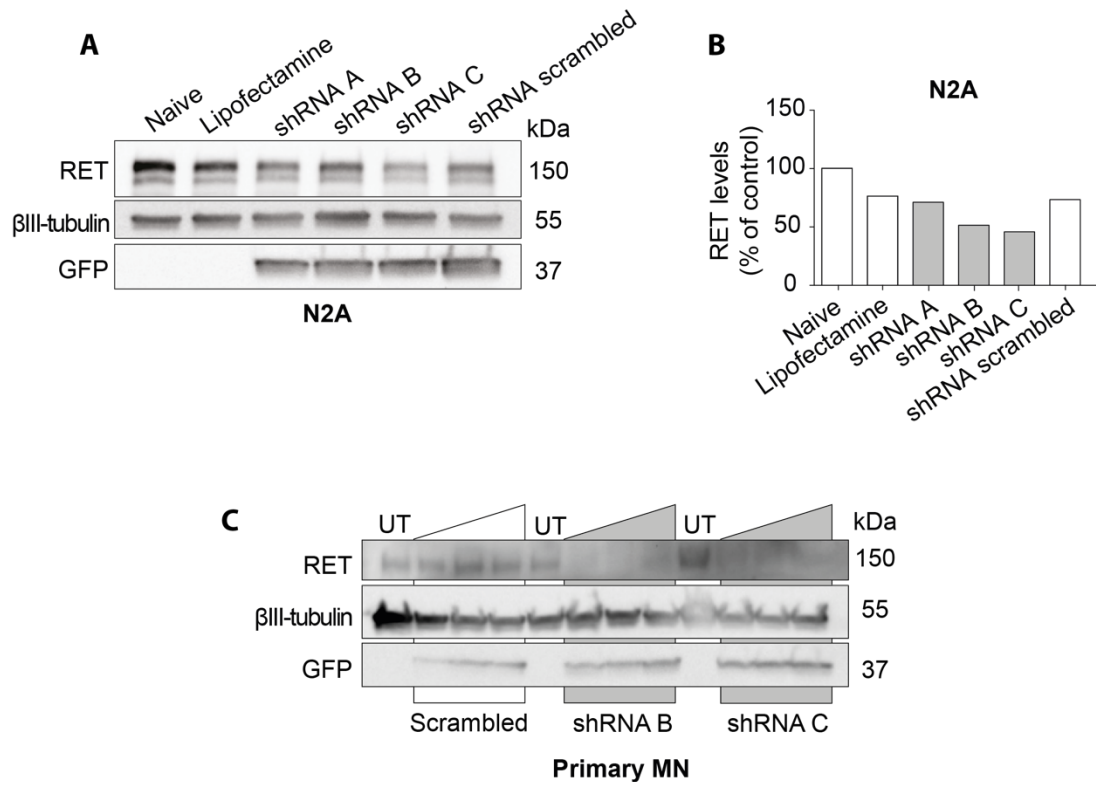 A
Naive
Lipofectamine
shRNA A
shRNA B
shRNA C
shRNA scrambled
kDa
RET
150
βIII-tubulin
55
GFP
37
N2A
B
N2A
RET levels
(% of control)
150
100
50
0
Naive
Lipofectamine
shRNA A
shRNA B
shRNA C
shRNA scrambled
C
UT
UT
UT
kDa
RET
150
βIII-tubulin
55
GFP
37
Scrambled
shRNA B
shRNA C
Primary MN